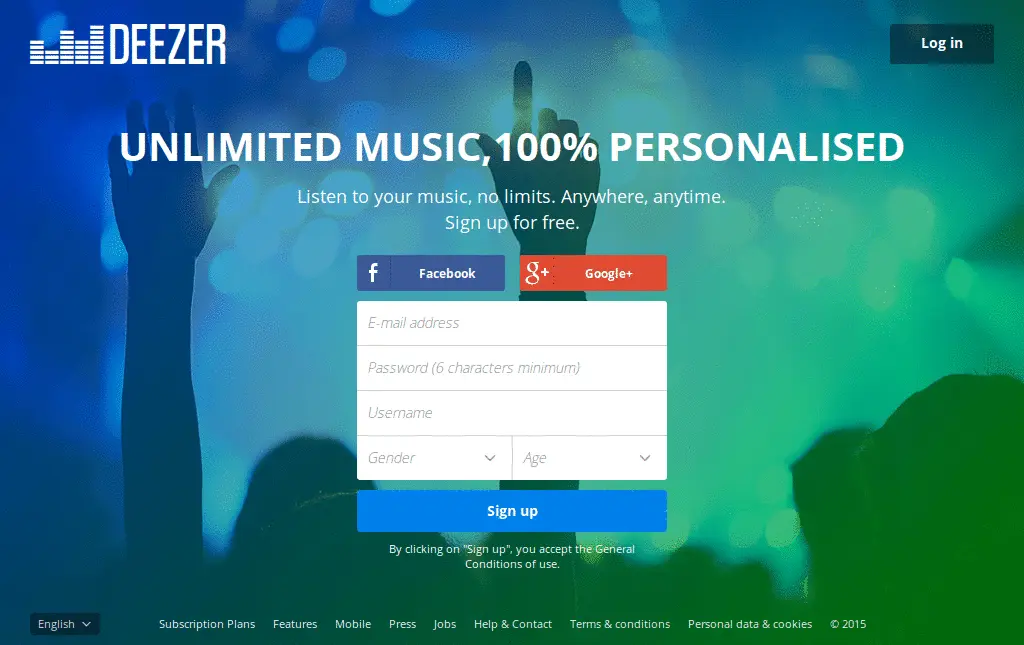 DEEZER
Log in
UNLIMITED MUSIC,100% PERSONALISED
Listen to your music, no limits. Anywhere, anytime.
Sign up for free.
f Facebook
g+ Google+
E-mail address
Password (6 characters minimum)
Username
Gender Age
Sign up
By clicking on "Sign up", you accept the General
Conditions of use.
English Subscription Plans Features Mobile Press Jobs Help & Contact Terms & conditions Personal data & cookies © 2015